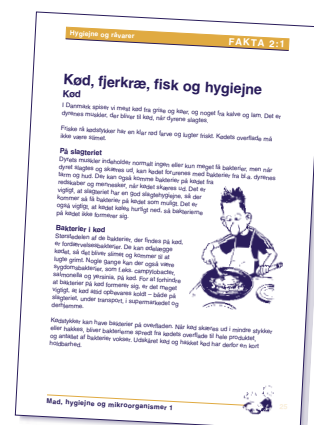 Hygiejne og råvarer
FAKTA 2:1
Kød, fjerkræ, fisk og hygiejne
Kød
I Danmark spiser vi mest kød fra grise og køer, og noget fra kalve og lam. Det er
dyrenes muskler, der bliver til kød, når dyrene slagtes.
Friske rå kødstykker har en klar rød farve og lugter friskt. Kødets overflade må
ikke være slimet.
På slagteriet
Dyrets muskler indeholder normalt ingen eller kun meget få bakterier, men når
dyret slagtes og skæres ud, kan kødet forurenes med bakterier fra bl.a. dyrenes
tarm og hud. Der kan også komme bakterier på kødet fra
redskaber og mennesker, når kødet skæres ud. Det er
vigtigt, at slagteriet har en god slagtehygiejne, så der
kommer så få bakterier på kødet som muligt. Det er
også vigtigt, at kødet køles hurtigt ned, så bakterierne
på kødet ikke formerer sig.
Bakterier i kød
Størstedelen af de bakterier, der findes på kød,
er fordærvelsesbakterier. De kan ødelægge
kødet, så det bliver slimet og kommer til at
lugte grimt. Nogle gange kan der også være
sygdomsbakterier, som f.eks. campylobacter,
salmonella og yersinia, på kød. For at forhindre
at bakterier på kød formerer sig, er det meget
vigtigt, at kød altid opbevares koldt – både på
slagteriet, under transport, i supermarkedet og
derhjemme.
Kødstykker kan have bakterier på overfladen. Når kød skæres ud i mindre stykker
eller hakkes, bliver bakterierne spredt fra kødets overflade til hele produktet,
og antallet af bakterier vokser. Udskåret kød og hakket kød har derfor en kort
holdbarhed.
Mad, hygiejne og mikroorganismer 1